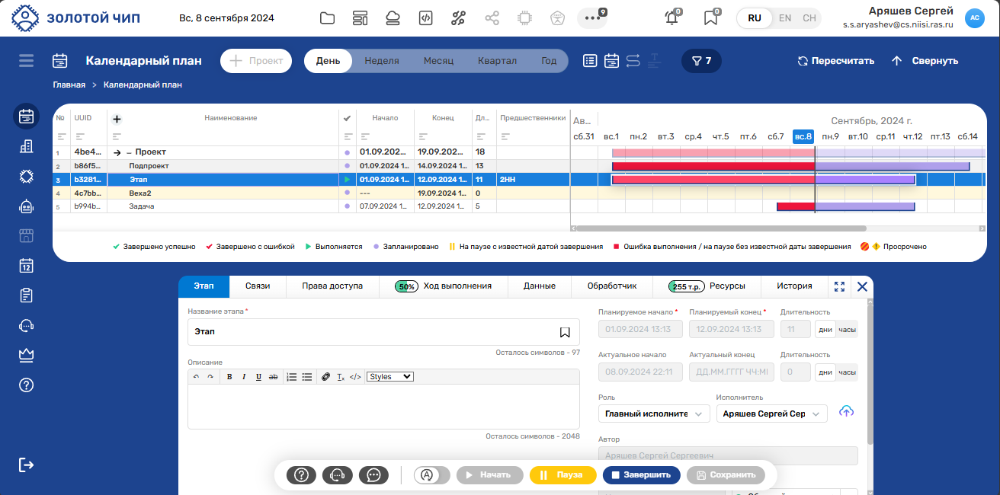 ЗОЛОТОЙ ЧИП
Вс, 8 сентября 2024
9
0
0
RU EN CH
Аряшев Сергей
s.s.aryashev@cs.niisi.ras.ru
АС
Календарный план
Проект
День Неделя Месяц Квартал Год
7
Пересчитать
Свернуть
Главная > Календарный план
№ UUID Наименование Начало Конец Дл... Предшественники
Ав... Сентябрь, 2024 г.
сб.31 вс.1 пн.2 вт.3 ср.4 чт.5 пт.6 сб.7 вс.8 пн.9 вт.10 ср.11 чт.12 пт.13 сб.14
1 4be4... Проект 01.09.202... 19.09.202... 18
2 b86f5... Подпроект 01.09.2024 1... 14.09.2024 1... 13
3 b3281... Этап 01.09.2024 1... 12.09.2024 1... 11 2НН
4 4c7bb... Веха2 --- 19.09.2024 1... 0
5 b994b... Задача 07.09.2024 1... 12.09.2024 1... 5
Завершено успешно Завершено с ошибкой Выполняется Запланировано На паузе с известной датой завершения Ошибка выполнения / на паузе без известной даты завершения Просрочено
12
Этап Связи Права доступа 50% Ход выполнения Данные Обработчик 255 т.р. Ресурсы История
Название этапа *
Этап
Осталось символов - 97
Описание
B I U ab Tx </> Styles
Осталось символов - 2048
Планируемое начало * Планируемый конец * Длительность
01.09.2024 13:13 12.09.2024 13:13 11 дни часы
Актуальное начало Актуальный конец Длительность
08.09.2024 22:11 ДД.ММ.ГГГГ ЧЧ:М 0 дни часы
Роль Исполнитель
Главный исполните Аряшев Сергей Сер
Автор
Аряшев Сергей Сергеевич
A Начать Пауза Завершить Сохранить